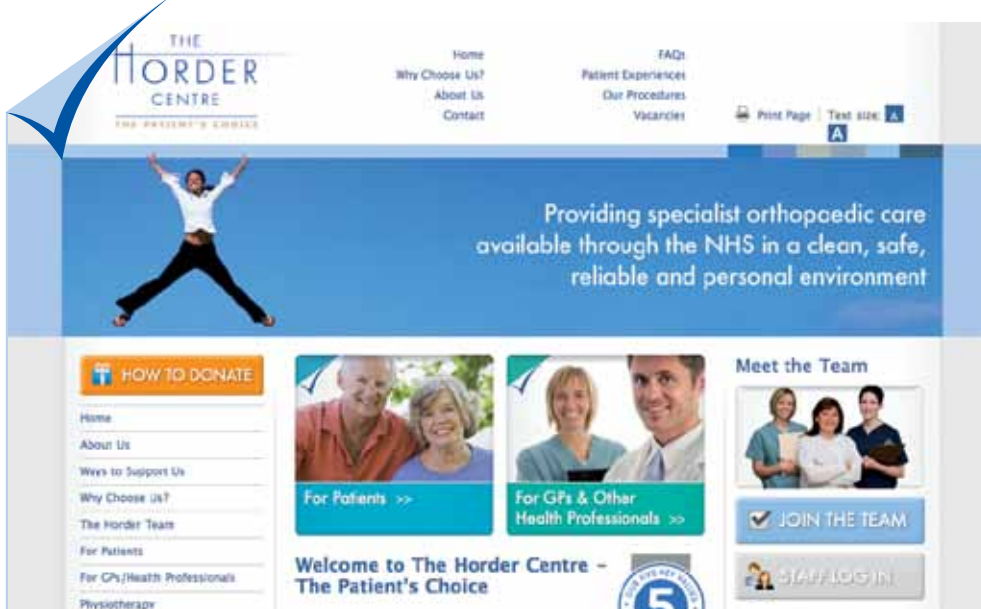 THE
HORDER
CENTRE
THE PATIENT'S CHOICE
Home
Why Choose Us?
About Us
Contact
FAQs
Patient Experiences
Our Procedures
Vacancies
Print Page | Text size: A
A
Providing specialist orthopaedic care
available through the NHS in a clean, safe,
reliable and personal environment
HOW TO DONATE
Home
About Us
Ways to Support Us
Why Choose Us?
The Horder Team
For Patients
For GPs/Health Professionals
Physiotherapy
For Patients >>
For GPs & Other
Health Professionals >>
Welcome to The Horder Centre –
The Patient's Choice
OUR FIVE KEY VALUES
5
Meet the Team
JOIN THE TEAM
STAFF LOG IN